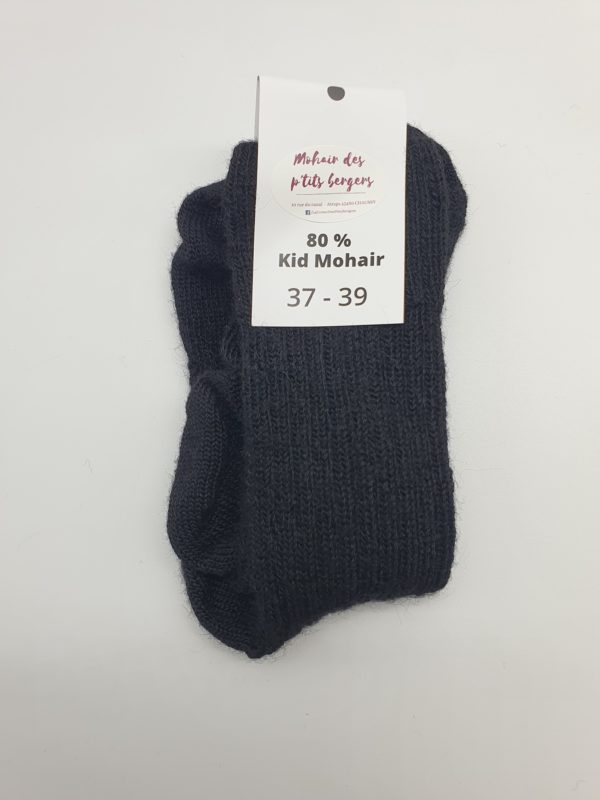 Mohair des
p'tits bergers
80 %
Kid Mohair
37 - 39